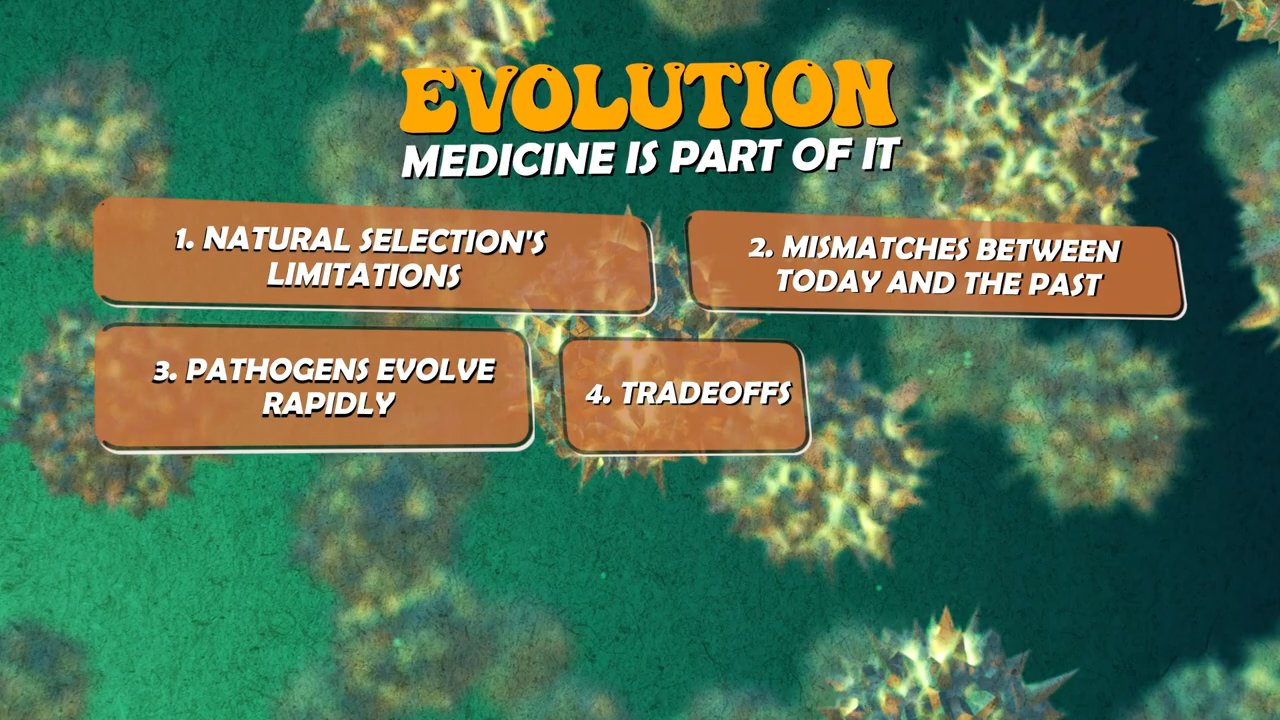 EVOLUTION
MEDICINE IS PART OF IT
1. NATURAL SELECTION'S
LIMITATIONS
2. MISMATCHES BETWEEN
TODAY AND THE PAST
3. PATHOGENS EVOLVE
RAPIDLY
4. TRADEOFFS